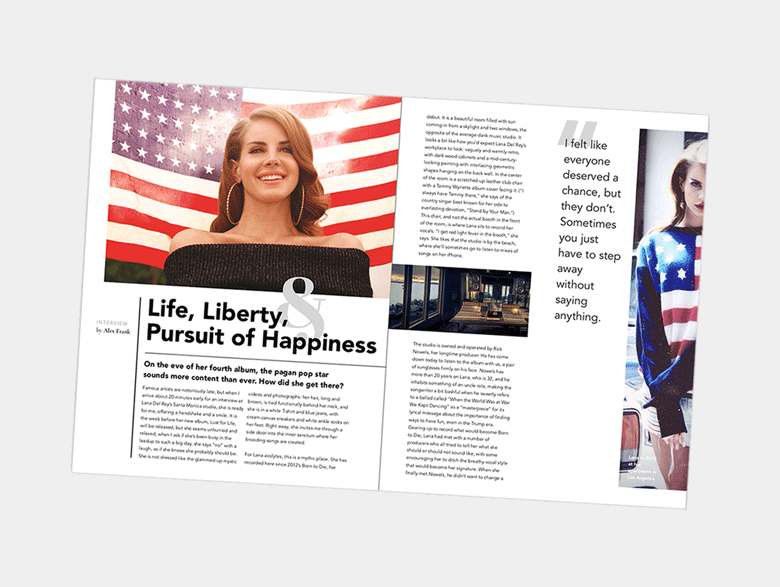 INTERVIEW
by Alex Frank
&
Life, Liberty,
Pursuit of Happiness
On the eve of her fourth album, the pagan pop star
sounds more content than ever. How did she get there?
Famous artists are notoriously late, but when I
arrive about 20 minutes early for an interview at
Lana Del Rey's Santa Monica studio, she is ready
for me, offering a handshake and a smile. It is
the week before her new album, Lust for Life,
will be released, but she seems unhurried and
relaxed; when I ask if she's been busy in the
leadup to such a big day, she says "no" with a
laugh, as if she knows she probably should be.
She is not dressed like the glammed-up mystic
videos and photographs: her hair, long and
brown, is tied functionally behind her neck, and
she is in a white T-shirt and blue jeans, with
cream canvas sneakers and white ankle socks on
her feet. Right away, she invites me through a
side door into the inner sanctum where her
brooding songs are created.
For Lana acolytes, this is a mythic place. She has
recorded here since 2012's Born to Die, her
debut. It is a beautiful room filled with sun
coming in from a skylight and two windows, the
opposite of the average dark music studio. It
looks a bit like how you'd expect Lana Del Rey's
workplace to look: vaguely and warmly retro,
with dark wood cabinets and a mid-century-
looking painting with interlacing geometric
shapes hanging on the back wall. In the center
of the room is a scratched-up leather club chair
with a Tammy Wynette album cover facing it. ("I
always have Tammy there," she says of the
country singer best known for her ode to
everlasting devotion, "Stand by Your Man.")
This chair, and not the actual booth in the front
of the room, is where Lana sits to record her
vocals. "I get red light fever in the booth," she
says. She likes that the studio is by the beach,
where she'll sometimes go to listen to mixes of
songs on her iPhone.
The studio is owned and operated by Rick
Nowels, her longtime producer. He has come
down today to listen to the album with us, a pair
of sunglasses firmly on his face. Nowels has
more than 20 years on Lana, who is 32, and he
inhabits something of an uncle role, making the
songwriter a bit bashful when he sweetly refers
to a ballad called "When the World Was at War
We Kept Dancing" as a "masterpiece" for its
lyrical message about the importance of finding
ways to have fun, even in the Trump era.
Gearing up to record what would become Born
to Die, Lana had met with a number of
producers who all tried to tell her what she
should or should not sound like, with some
encouraging her to ditch the breathy vocal style
that would become her signature. When she
finally met Nowels, he didn't want to change a
"
I felt like
everyone
deserved a
chance, but
they don't.
Sometimes
you just
have to step
away
without
saying
anything.
Los Angeles